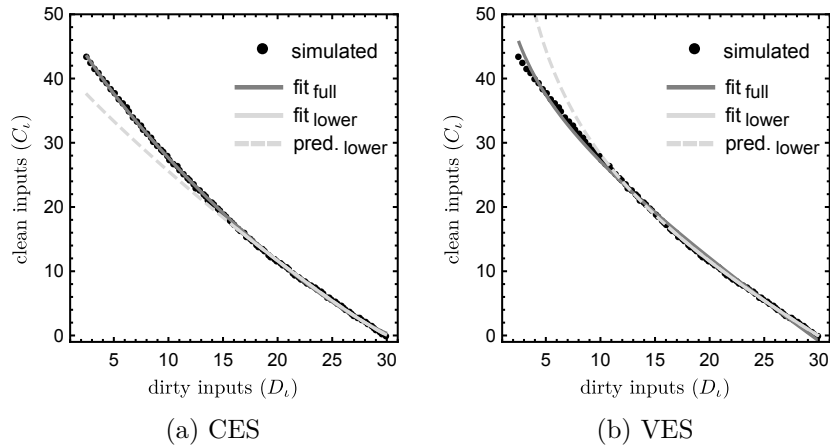 50
40
30
20
10
0
clean inputs (C_ι)
simulated
fit full
fit lower
pred. lower
5 10 15 20 25 30
dirty inputs (D_ι)
(a) CES
50
40
30
20
10
0
clean inputs (C_ι)
simulated
fit full
fit lower
pred. lower
5 10 15 20 25 30
dirty inputs (D_ι)
(b) VES